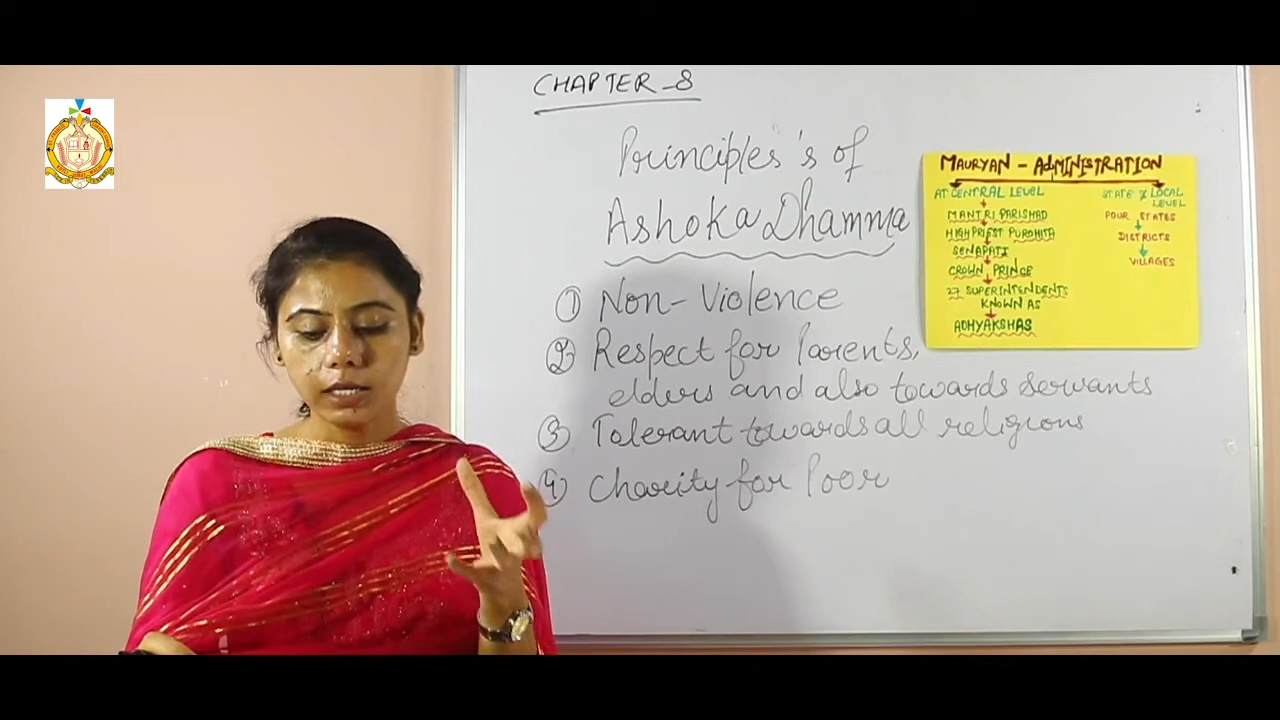 CHAPTER-8
Principles's of
Ashoka Dhamma
① Non-Violence
② Respect for Parents,
elders and also towards servants
③ Tolerant towards all religions
④ Charity for Poor
MAURYAN - ADMINISTRATION
AT CENTRAL LEVEL
MANTRI PARISHAD
HIGH PRIEST PUROHITA
SENAPATI
CROWN PRINCE
27 SUPERINTENDENTS
KNOWN AS
ADHYAKSHAS
STATE & LOCAL
LEVEL
FOUR STATES
DISTRICTS
VILLAGES